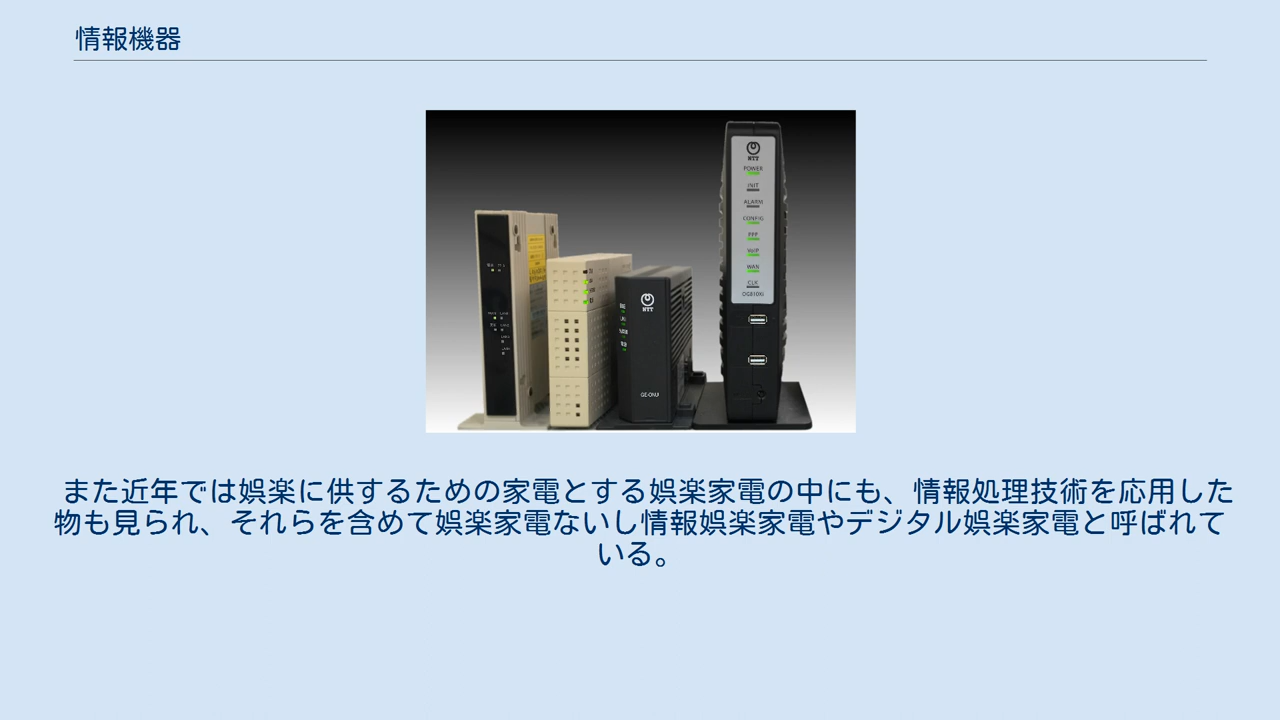 情報機器
NTT
POWER
INIT
ALARM
CONFIG
PPP
VoIP
WAN
CLK
NTT
GE-ONU
また近年では娯楽に供するための家電とする娯楽家電の中にも、情報処理技術を応用した
物も見られ、それらを含めて娯楽家電ないし情報娯楽家電やデジタル娯楽家電と呼ばれて
いる。